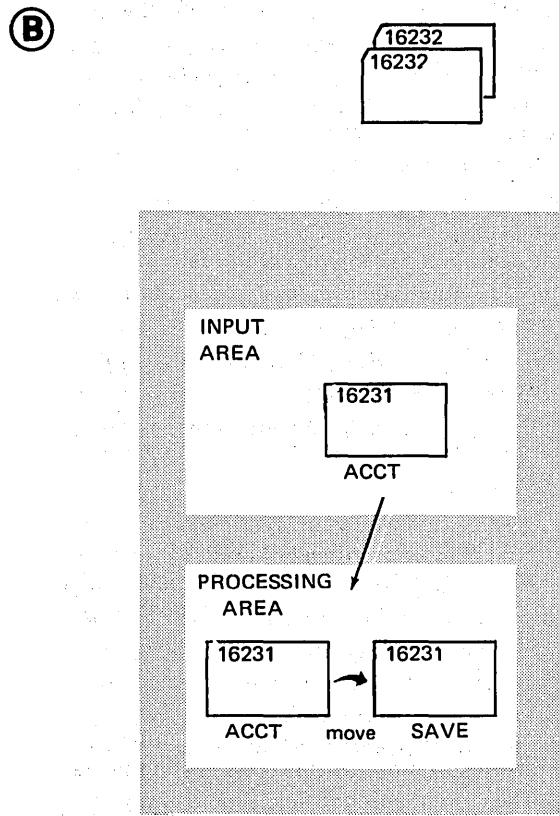 B
16232
16232
INPUT
AREA
16231
ACCT
PROCESSING
AREA
16231
16231
ACCT move SAVE